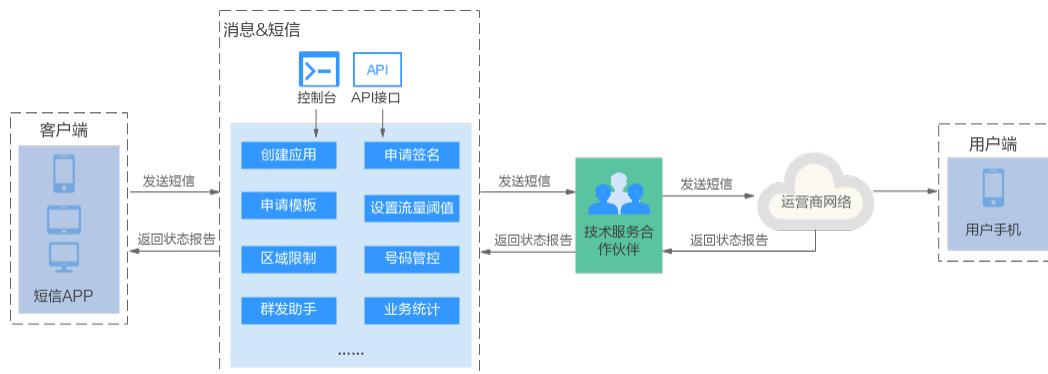 消息&短信
API
控制台
API接口
客户端
短信APP
发送短信
返回状态报告
创建应用
申请签名
申请模板
设置流量阈值
区域限制
号码管控
群发助手
业务统计
......
发送短信
返回状态报告
技术服务合
作伙伴
发送短信
返回状态报告
运营商网络
用户端
用户手机